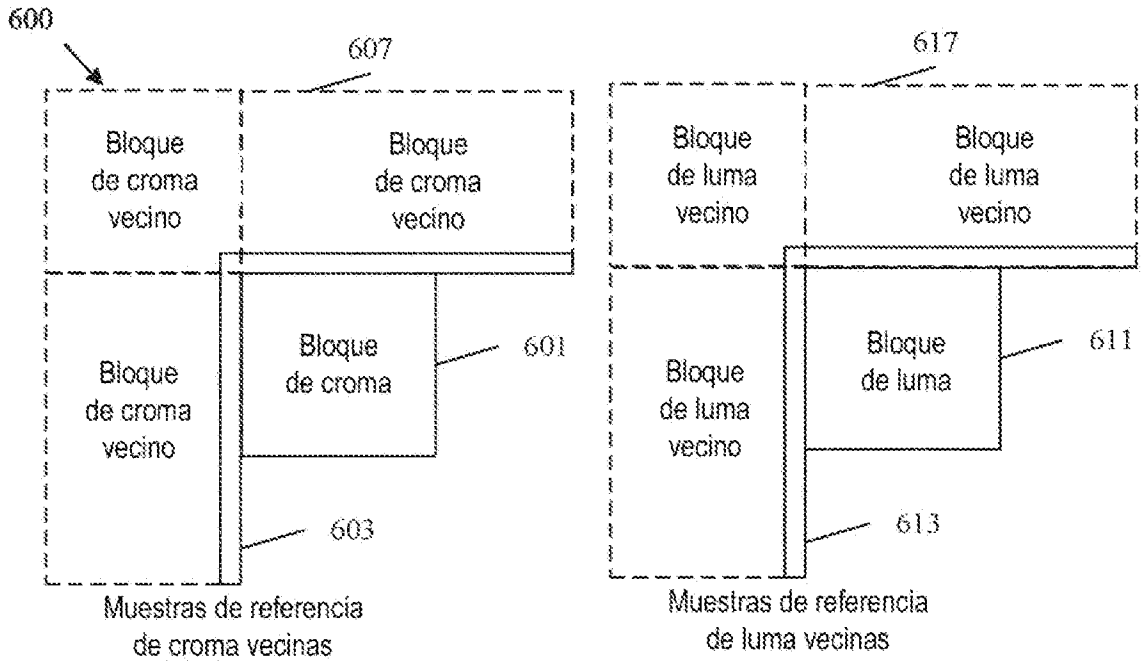 600
607
Bloque
de croma
vecino
Bloque
de croma
vecino
Bloque
de croma
vecino
Bloque
de croma
601
603
Muestras de referencia
de croma vecinas
617
Bloque
de luma
vecino
Bloque
de luma
vecino
Bloque
de luma
vecino
Bloque
de luma
611
613
Muestras de referencia
de luma vecinas